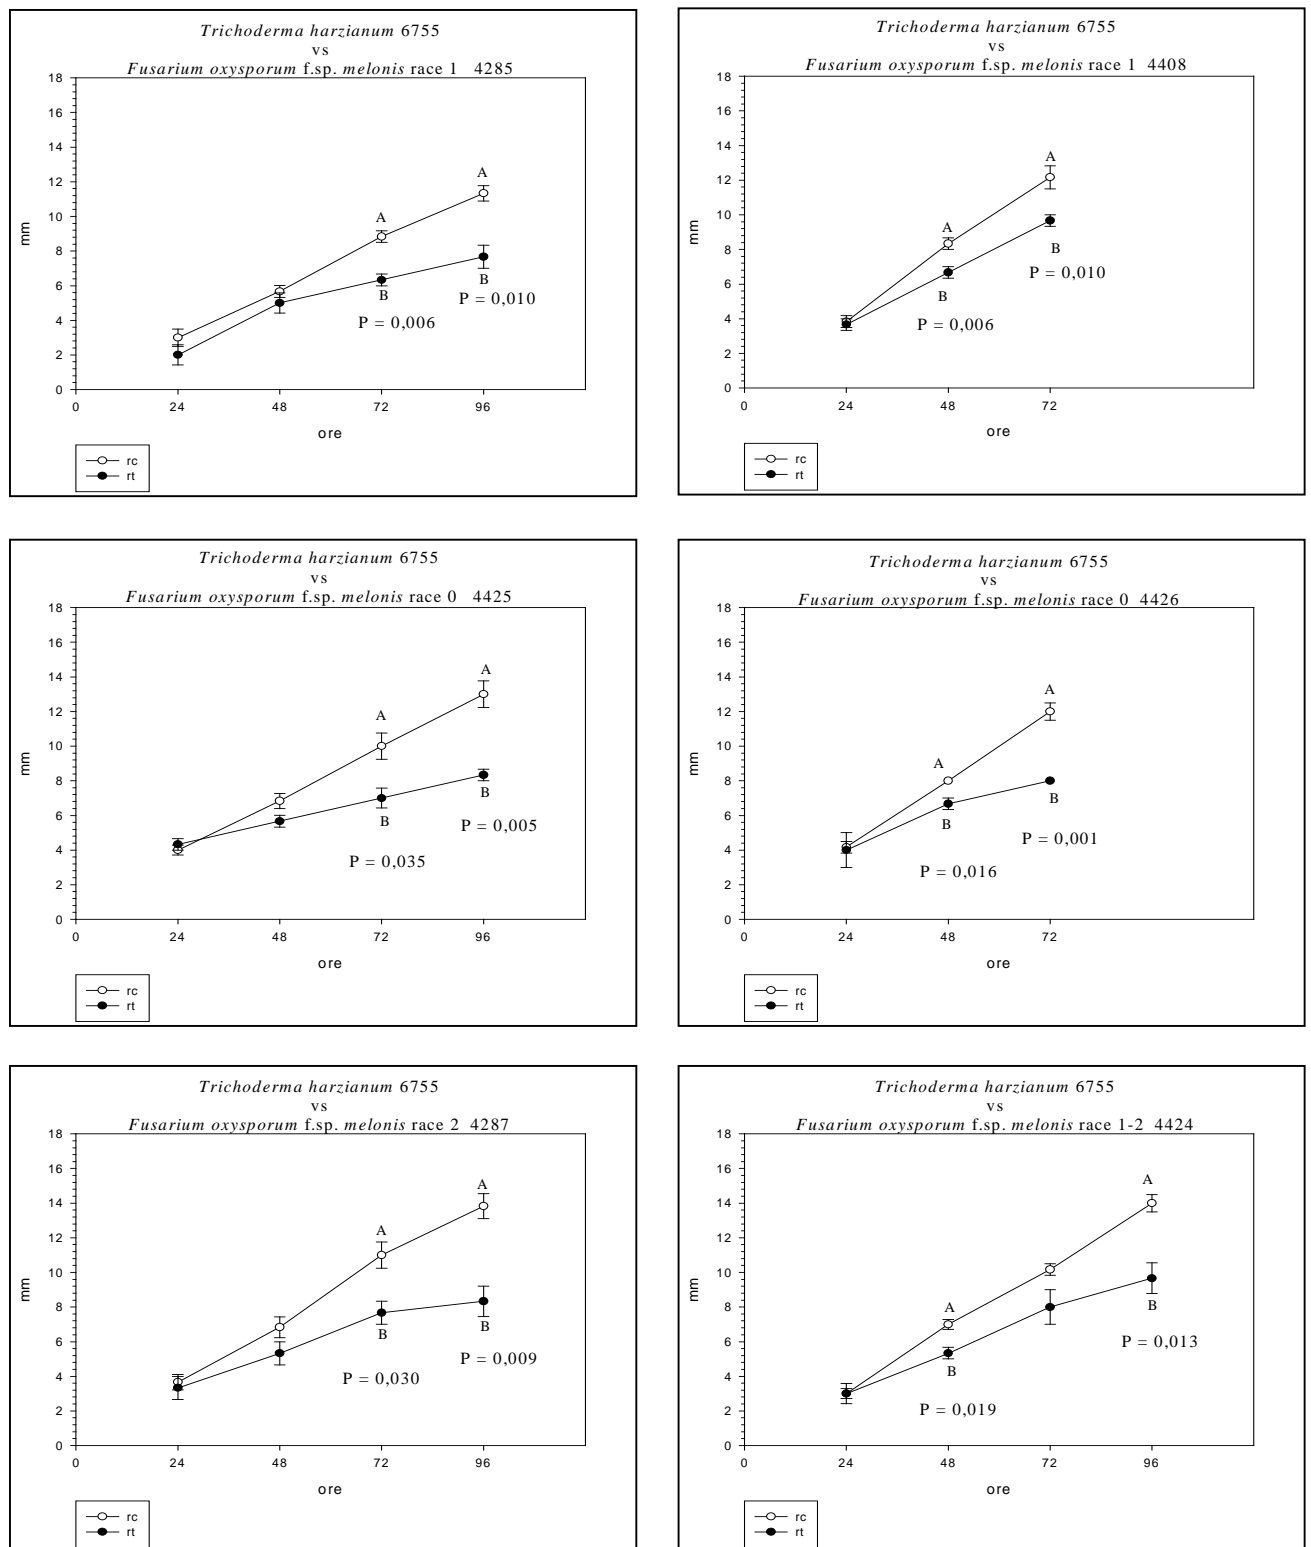 Trichoderma harzianum 6755
vs
Fusarium oxysporum f.sp. melonis race 1 4285
18
16
14
12
10
8
6
4
2
0
mm
A
A
B
B
P = 0,010
P = 0,006
0 24 48 72 96
ore
rc
rt
Trichoderma harzianum 6755
vs
Fusarium oxysporum f.sp. melonis race 1 4408
18
16
14
12
10
8
6
4
2
0
mm
A
A
B
B
P = 0,010
P = 0,006
0 24 48 72
ore
rc
rt
Trichoderma harzianum 6755
vs
Fusarium oxysporum f.sp. melonis race 0 4425
18
16
14
12
10
8
6
4
2
0
mm
A
A
B
B
P = 0,005
P = 0,035
0 24 48 72 96
ore
rc
rt
Trichoderma harzianum 6755
vs
Fusarium oxysporum f.sp. melonis race 0 4426
18
16
14
12
10
8
6
4
2
0
mm
A
A
B
B
P = 0,001
P = 0,016
0 24 48 72
ore
rc
rt
Trichoderma harzianum 6755
vs
Fusarium oxysporum f.sp. melonis race 2 4287
18
16
14
12
10
8
6
4
2
0
mm
A
A
B
B
P = 0,009
P = 0,030
0 24 48 72 96
ore
rc
rt
Trichoderma harzianum 6755
vs
Fusarium oxysporum f.sp. melonis race 1-2 4424
18
16
14
12
10
8
6
4
2
0
mm
A
A
B
B
P = 0,013
P = 0,019
0 24 48 72 96
ore
rc
rt